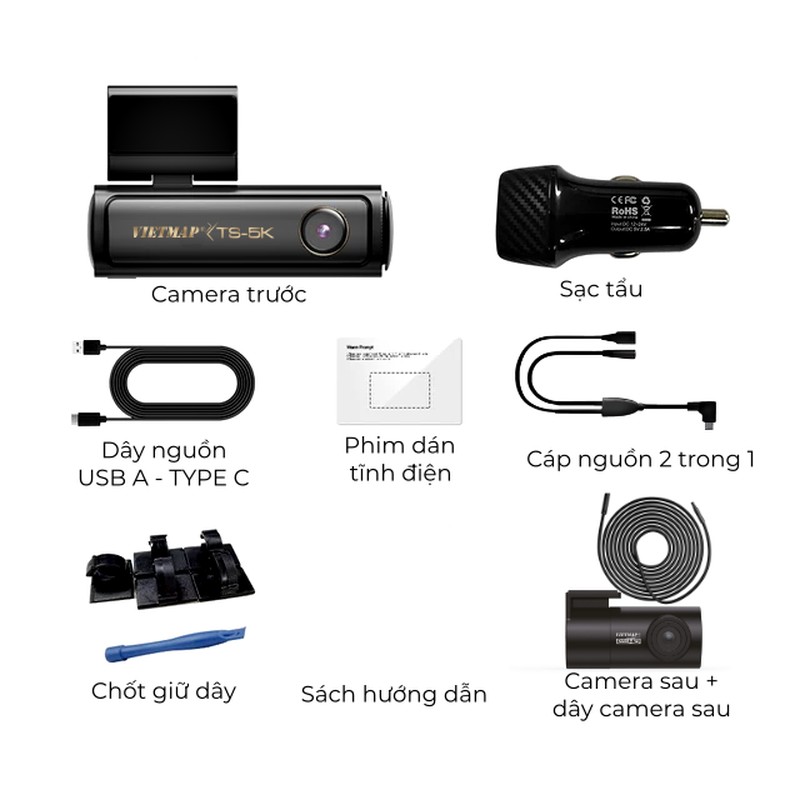 VIETMAP TS-5K
CE FC
RoHS
Camera trước
Sạc tẩu
Dây nguồn
USB A - TYPE C
Phim dán
tĩnh điện
Cáp nguồn 2 trong 1
VIETMAP
Chốt giữ dây
Sách hướng dẫn
Camera sau +
dây camera sau